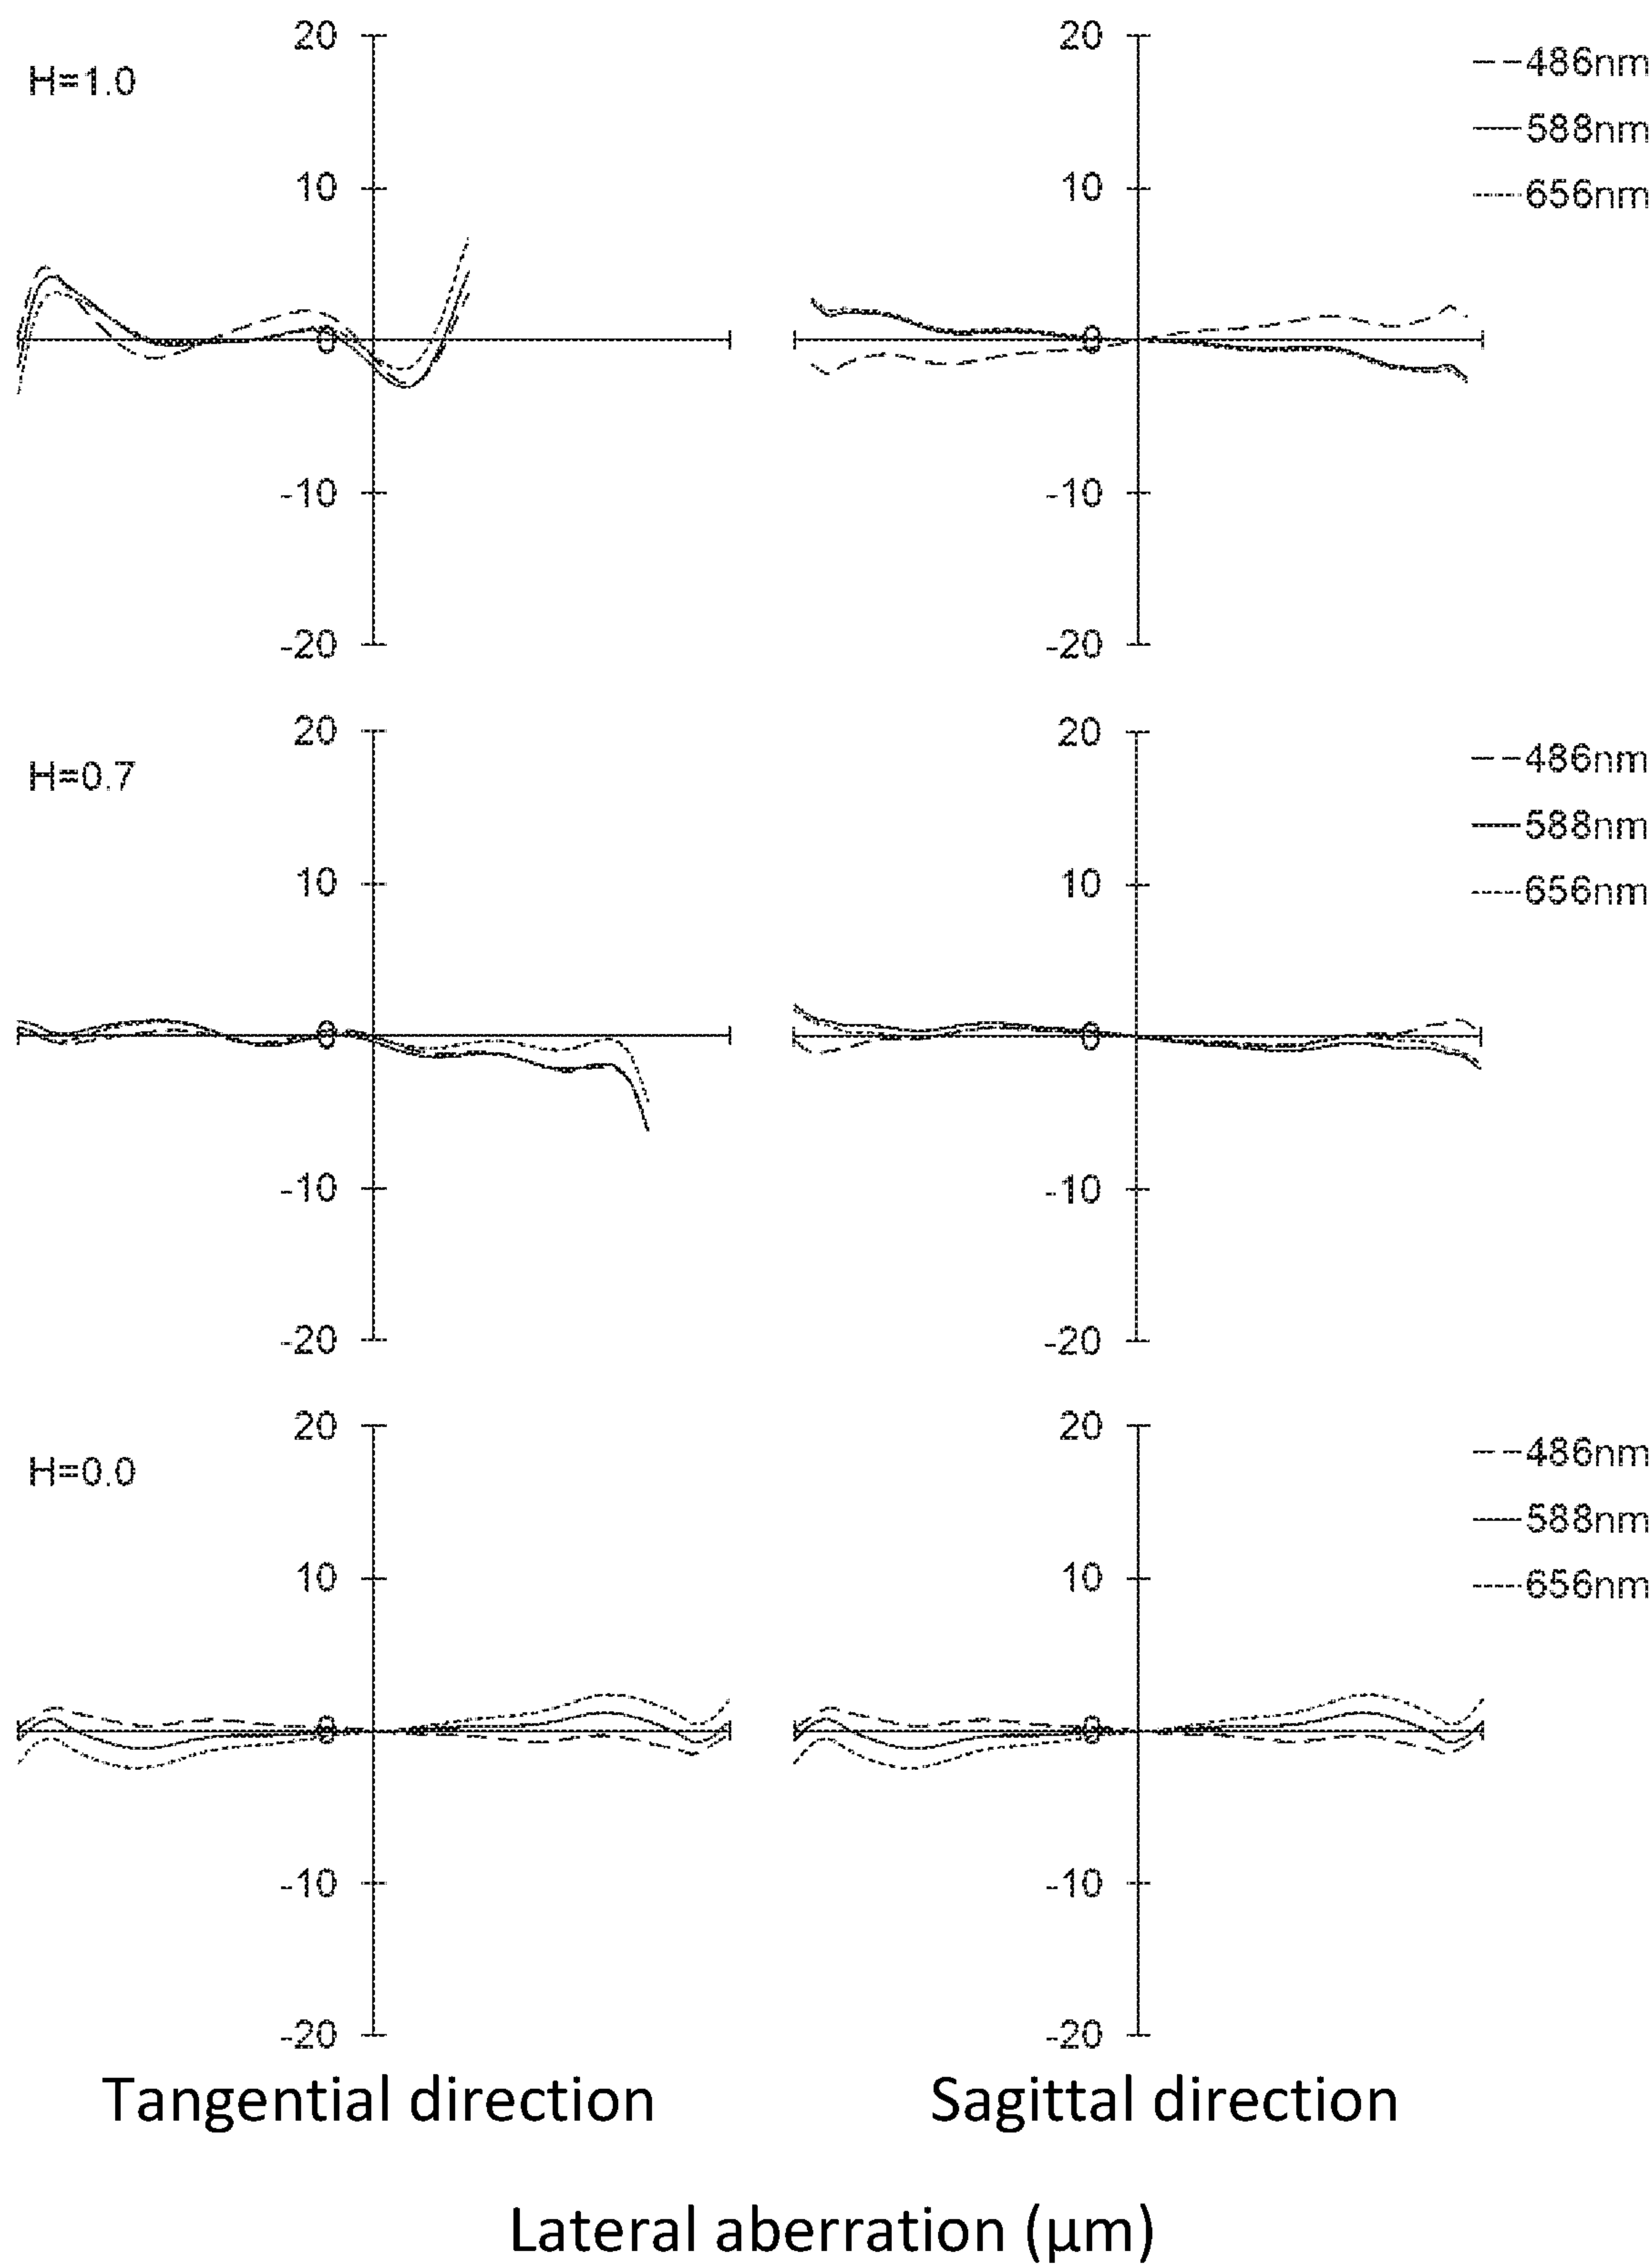 H=1.0
20
10
0
-10
-20
20
10
0
-10
-20
486nm
588nm
656nm
H=0.7
20
10
0
-10
-20
20
10
0
-10
-20
486nm
588nm
656nm
H=0.0
20
10
0
-10
-20
20
10
0
-10
-20
486nm
588nm
656nm
Tangential direction
Sagittal direction
Lateral aberration (μm)